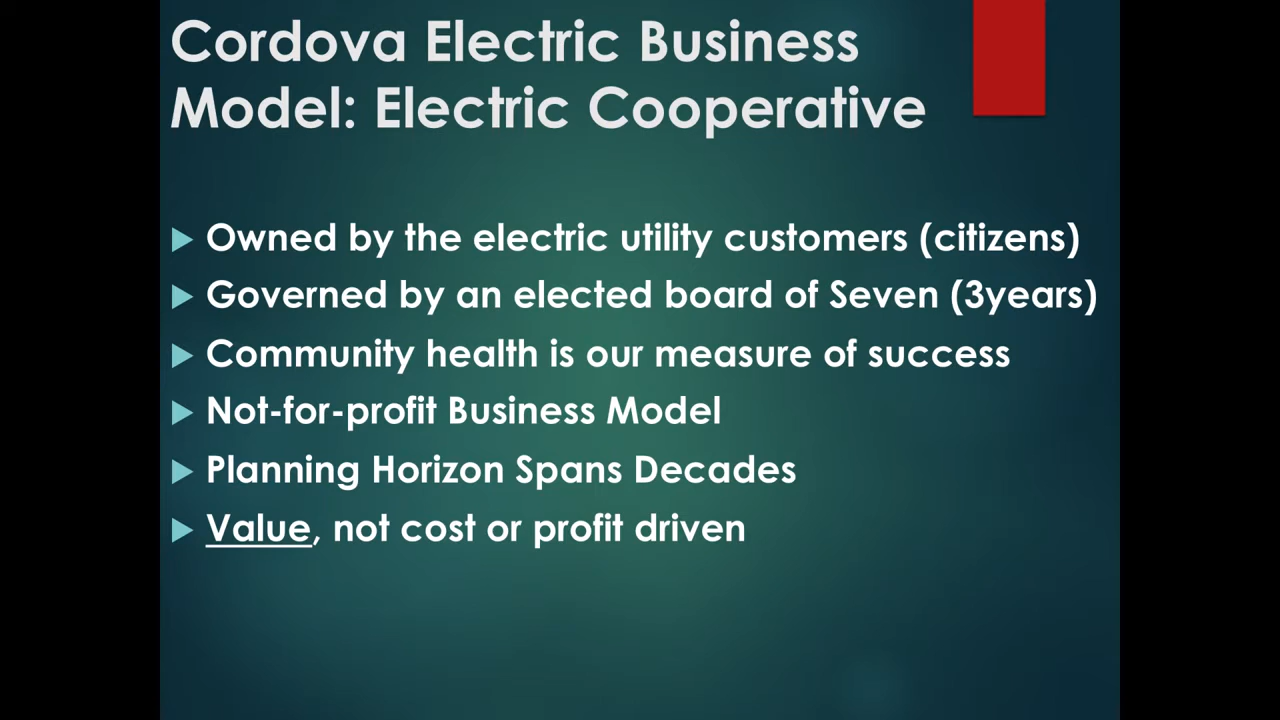 Cordova Electric Business
Model: Electric Cooperative
Owned by the electric utility customers (citizens)
Governed by an elected board of Seven (3years)
Community health is our measure of success
Not-for-profit Business Model
Planning Horizon Spans Decades
Value, not cost or profit driven